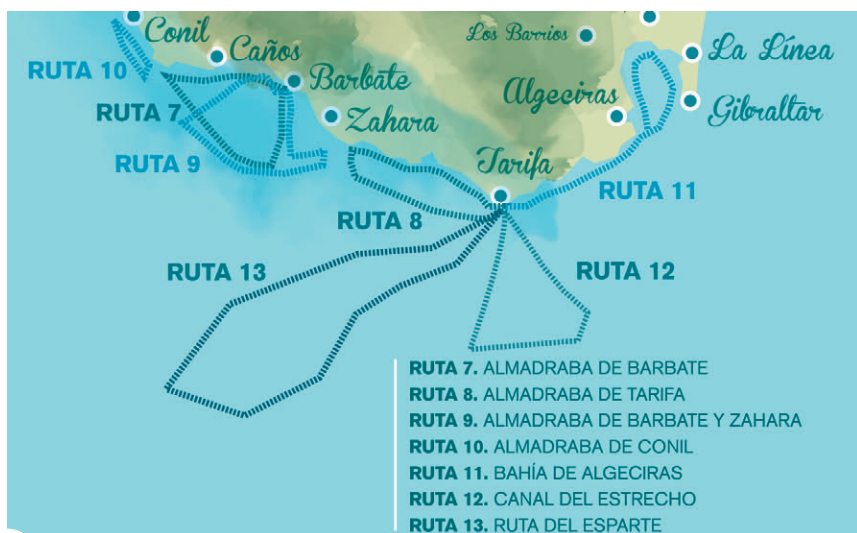 Conil
Caños
Los Barrios
La Línea
RUTA 10
Barbate
Algeciras
Gibraltar
RUTA 7
Zahara
RUTA 9
Tarifa
RUTA 11
RUTA 8
RUTA 13
RUTA 12
RUTA 7. ALMADRABA DE BARBATE
RUTA 8. ALMADRABA DE TARIFA
RUTA 9. ALMADRABA DE BARBATE Y ZAHARA
RUTA 10. ALMADRABA DE CONIL
RUTA 11. BAHÍA DE ALGECIRAS
RUTA 12. CANAL DEL ESTRECHO
RUTA 13. RUTA DEL ESPARTE